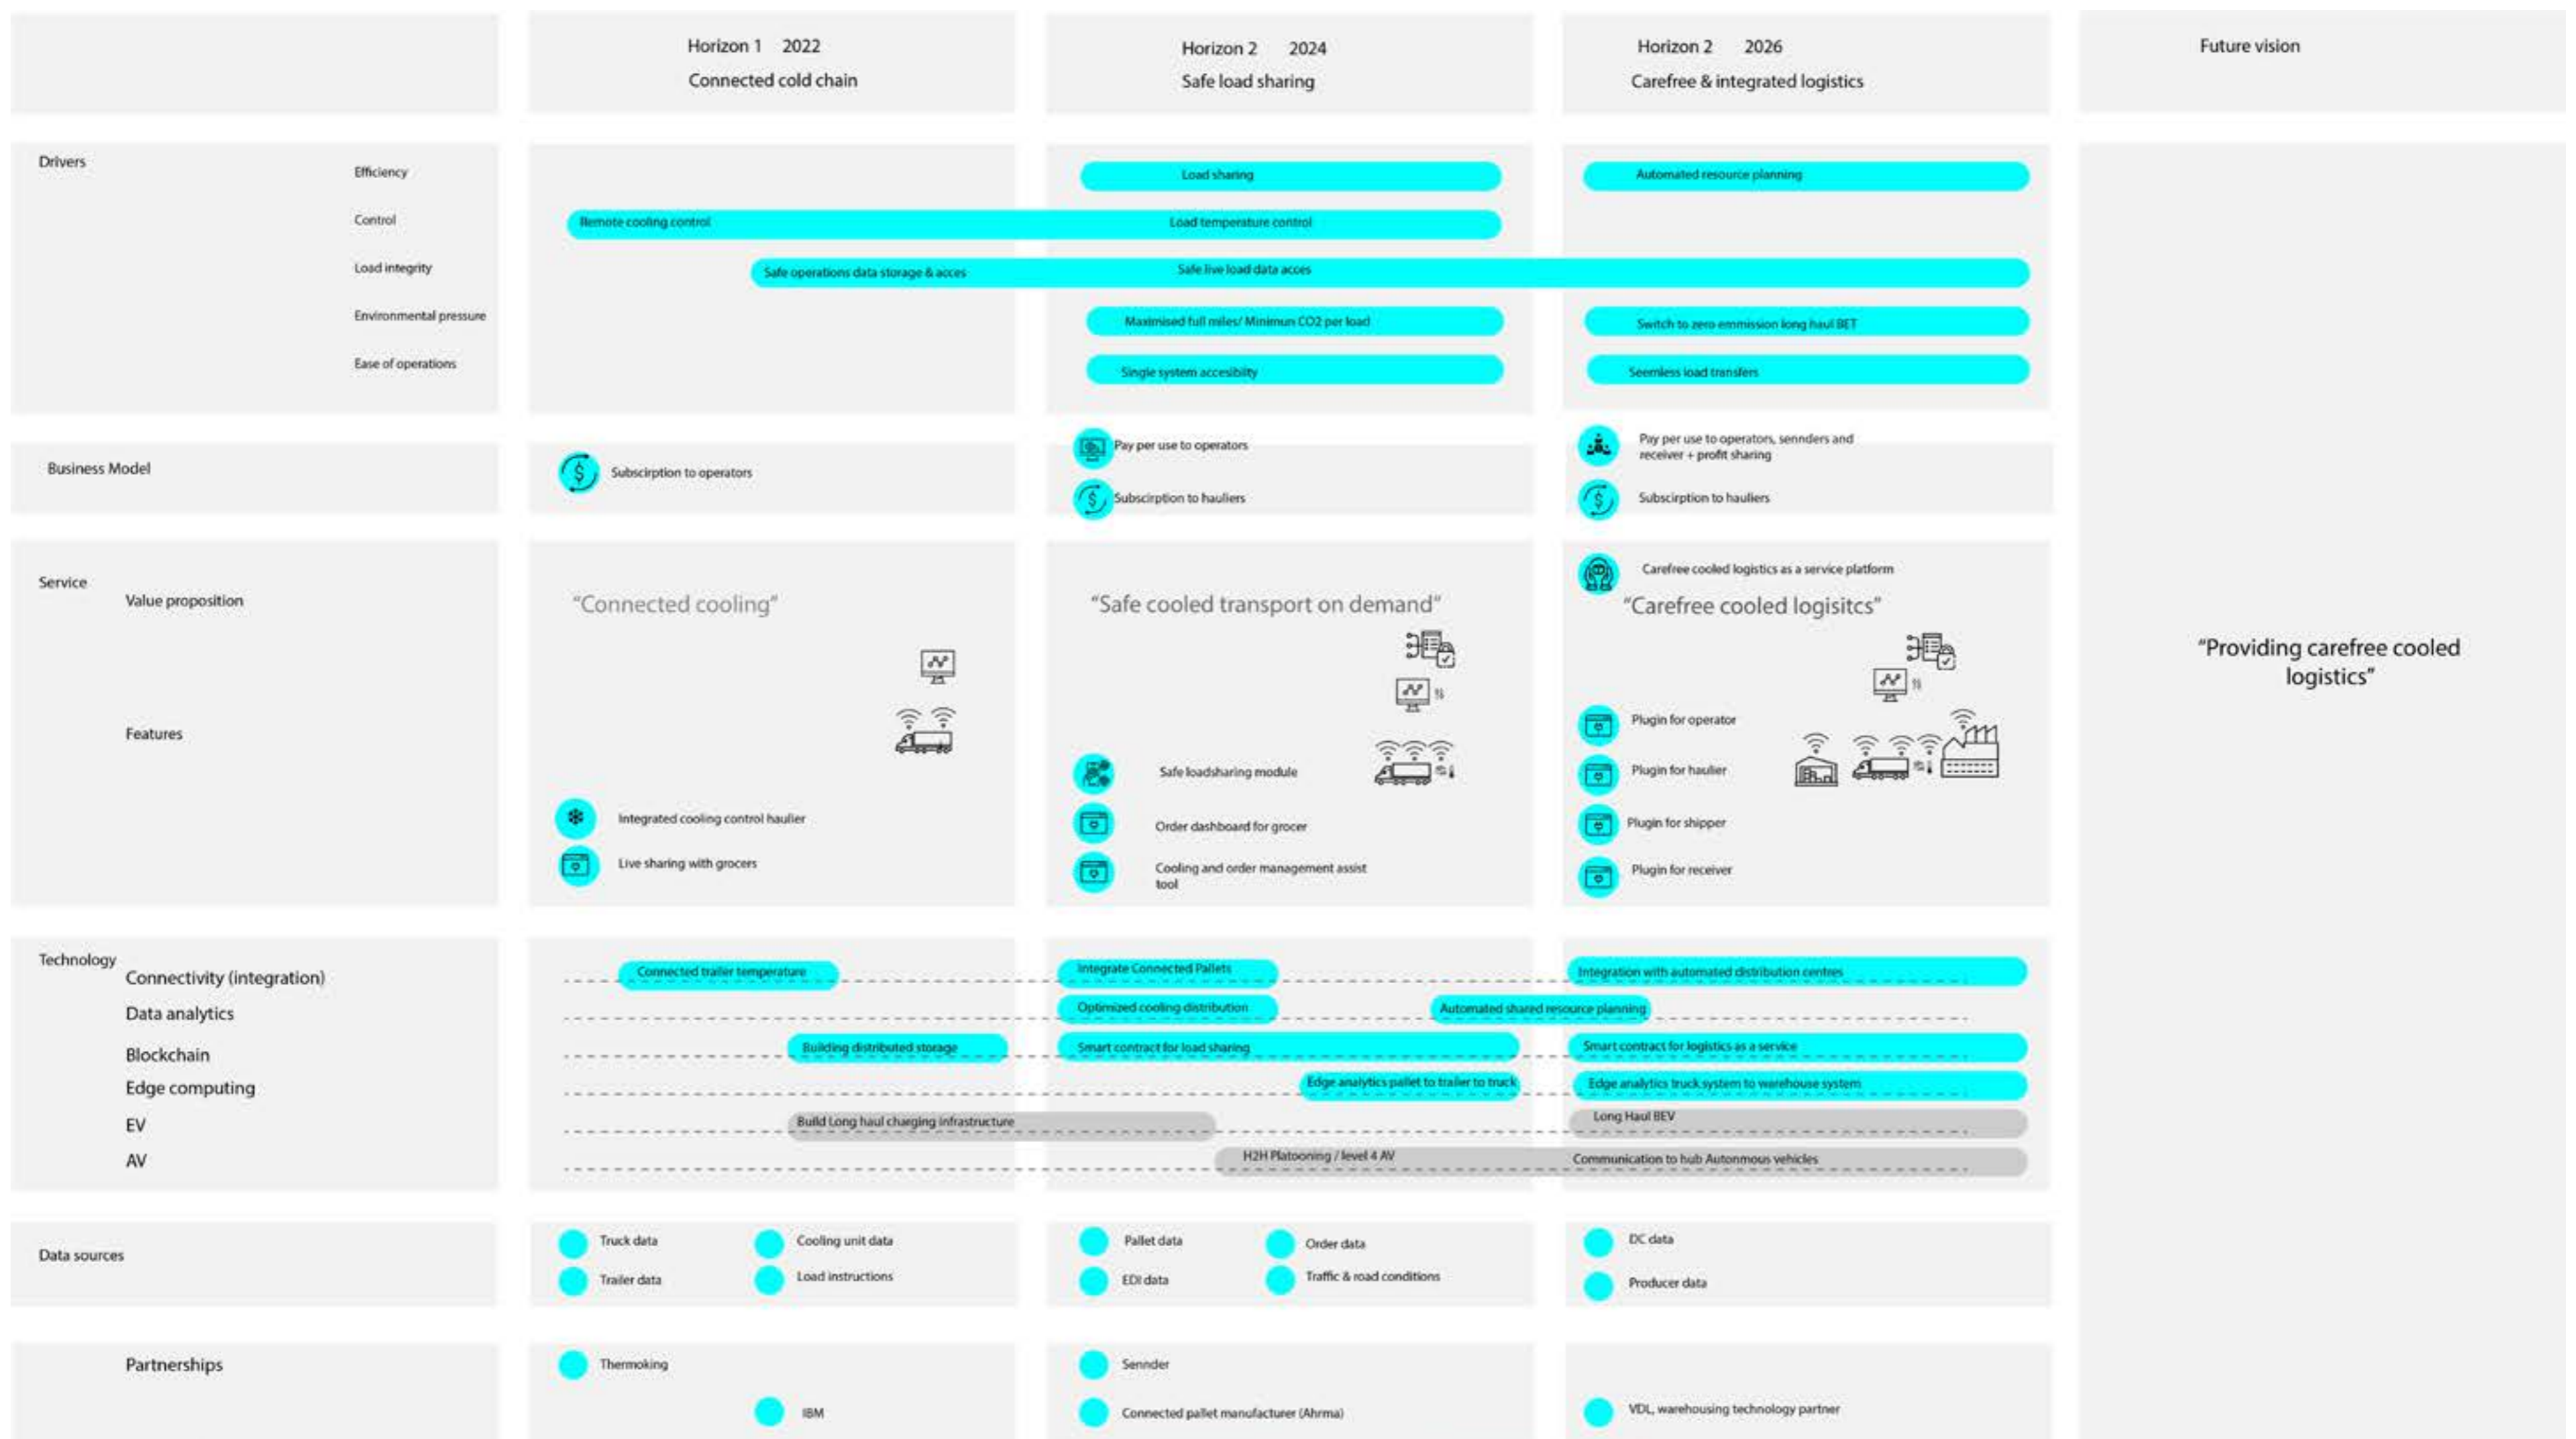 Horizon 1 2022
Connected cold chain
Horizon 2 2024
Safe load sharing
Horizon 2 2026
Carefree & integrated logistics
Future vision
Drivers
Efficiency
Load sharing
Automated resource planning
Control
Remote cooling control
Load temperature control
Load integrity
Safe operations data storage & acces
Safe live load data acces
Environmental pressure
Maximised full miles/ Minimun CO2 per load
Switch to zero emmission long haul BET
Ease of operations
Single system accesibilty
Seemless load transfers
Business Model
Subscirption to operators
Pay per use to operators
Subscirption to hauliers
Pay per use to operators, sennders and
receiver + profit sharing
Subscirption to hauliers
Service
Value proposition
"Connected cooling"
"Safe cooled transport on demand"
Carefree cooled logistics as a service platform
"Carefree cooled logisitcs"
"Providing carefree cooled
logistics"
Features
Integrated cooling control haulier
Live sharing with grocers
Safe loadsharing module
Order dashboard for grocer
Cooling and order management assist
tool
Plugin for operator
Plugin for haulier
Plugin for shipper
Plugin for receiver
Technology
Connectivity (integration)
Connected trailer temperature
Integrate Connected Pallets
Integration with automated distribution centres
Data analytics
Optimized cooling distribution
Automated shared resource planning
Blockchain
Building distributed storage
Smart contract for load sharing
Smart contract for logistics as a service
Edge computing
Edge analytics pallet to trailer to truck
Edge analytics truck system to warehouse system
EV
Build Long haul charging infrastructure
Long Haul BEV
AV
H2H Platooning / level 4 AV
Communication to hub Autonmous vehicles
Data sources
Truck data
Cooling unit data
Trailer data
Load instructions
Pallet data
Order data
EDI data
Traffic & road conditions
DC data
Producer data
Partnerships
Thermoking
IBM
Sennder
Connected pallet manufacturer (Ahrma)
VDL, warehousing technology partner